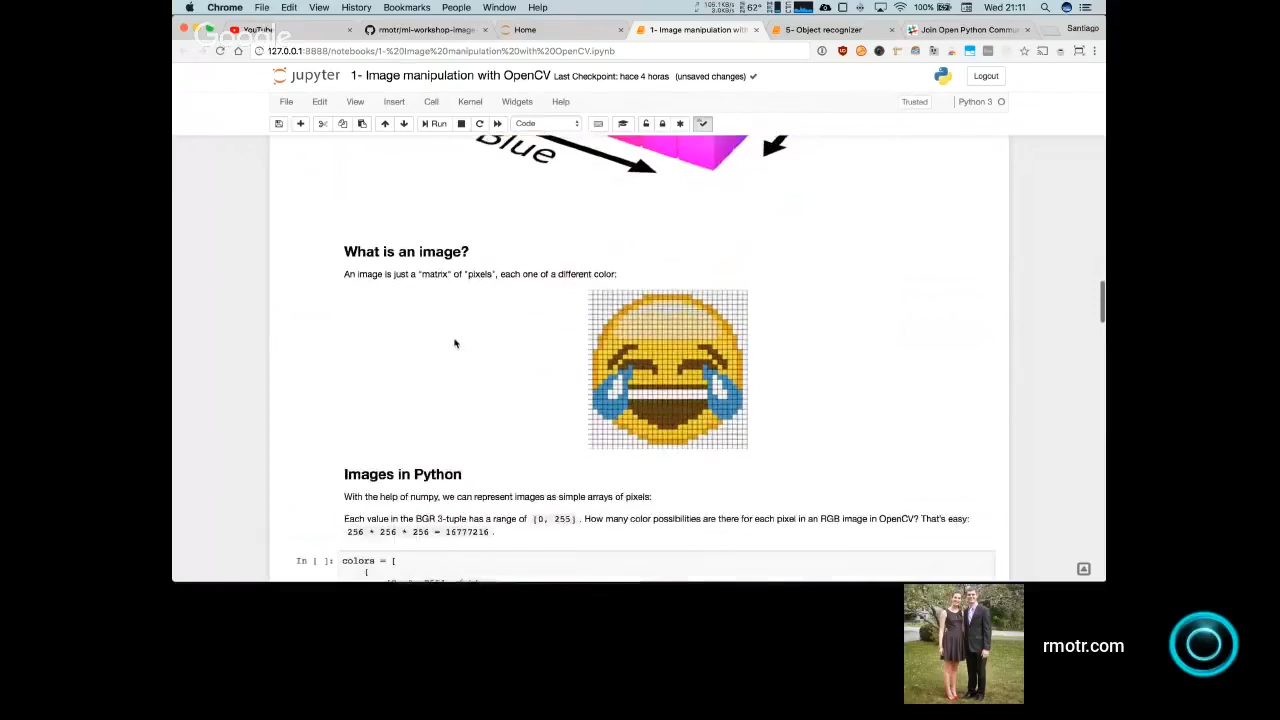 Chrome File Edit View History Bookmarks People Window Help
62° 100% Wed 21:11
Google
YouTube
rmotr/ml-workshop-image
Home
1- Image manipulation with
5- Object recognizer
Join Open Python Commu
Santiago
127.0.0.1:8888/notebooks/1-%20Image%20manipulation%20with%20OpenCV.ipynb
jupyter 1- Image manipulation with OpenCV Last Checkpoint: hace 4 horas (unsaved changes)
Logout
File Edit View Insert Cell Kernel Widgets Help
Trusted
Python 3
Run
Code
Blue
What is an image?
An image is just a "matrix" of "pixels", each one of a different color:
Images in Python
With the help of numpy, we can represent images as simple arrays of pixels:
Each value in the BGR 3-tuple has a range of [0, 255] . How many color possibilities are there for each pixel in an RGB image in OpenCV? That's easy:
256 * 256 * 256 = 16777216 .
In [ ]: colors = [
[
rmotr.com